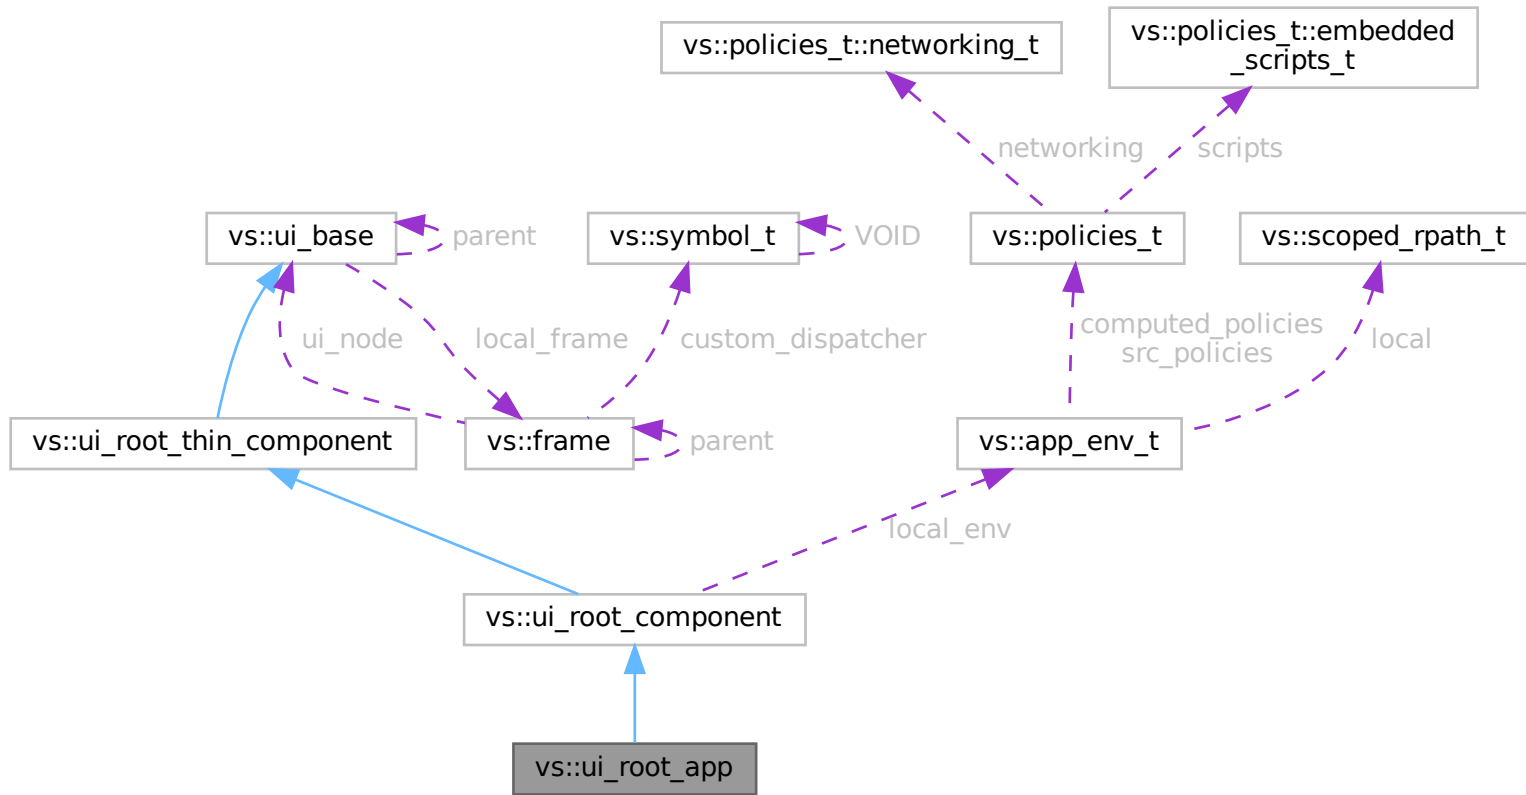 vs::policies_t::networking_t
vs::policies_t::embedded
_scripts_t
networking
scripts
vs::ui_base
parent
vs::symbol_t
VOID
vs::policies_t
vs::scoped_rpath_t
ui_node
local_frame
custom_dispatcher
computed_policies
src_policies
local
vs::ui_root_thin_component
vs::frame
parent
vs::app_env_t
local_env
vs::ui_root_component
vs::ui_root_app